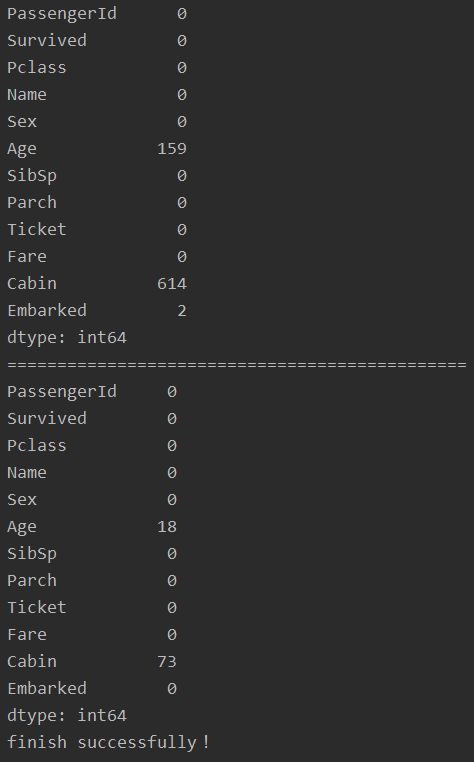 PassengerId      0
Survived         0
Pclass           0
Name             0
Sex              0
Age            159
SibSp            0
Parch            0
Ticket           0
Fare             0
Cabin          614
Embarked         2
dtype: int64
==============================================
PassengerId     0
Survived        0
Pclass          0
Name            0
Sex             0
Age            18
SibSp           0
Parch           0
Ticket          0
Fare            0
Cabin          73
Embarked        0
dtype: int64
finish successfully！